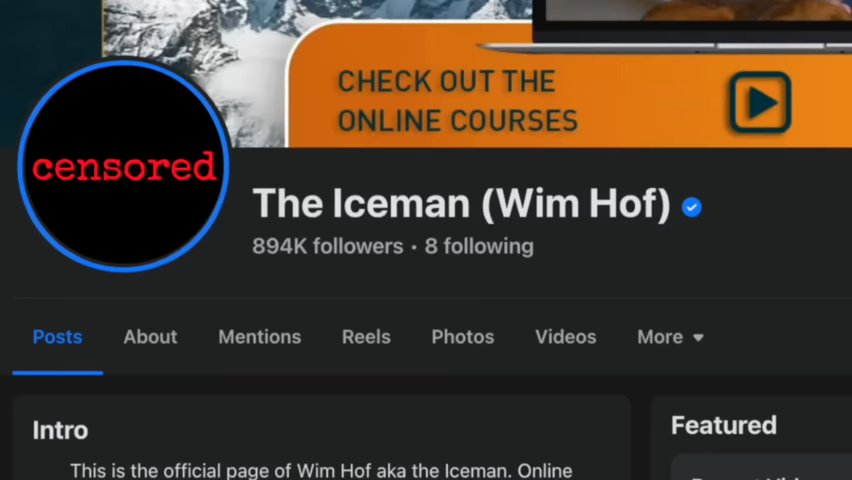 CHECK OUT THE
ONLINE COURSES
censored
The Iceman (Wim Hof)
894K followers · 8 following
Posts About Mentions Reels Photos Videos More
Intro
Featured
This is the official page of Wim Hof aka the Iceman. Online